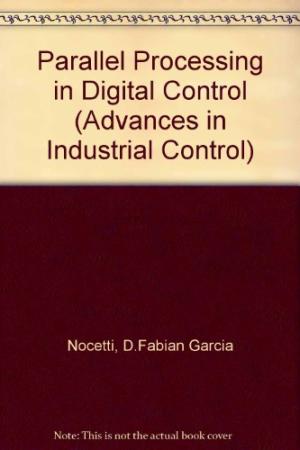 Parallel Processing
in Digital Control
(Advances in
Industrial Control)
Nocetti, D.Fabian Garcia
Note: This is not the actual book cover